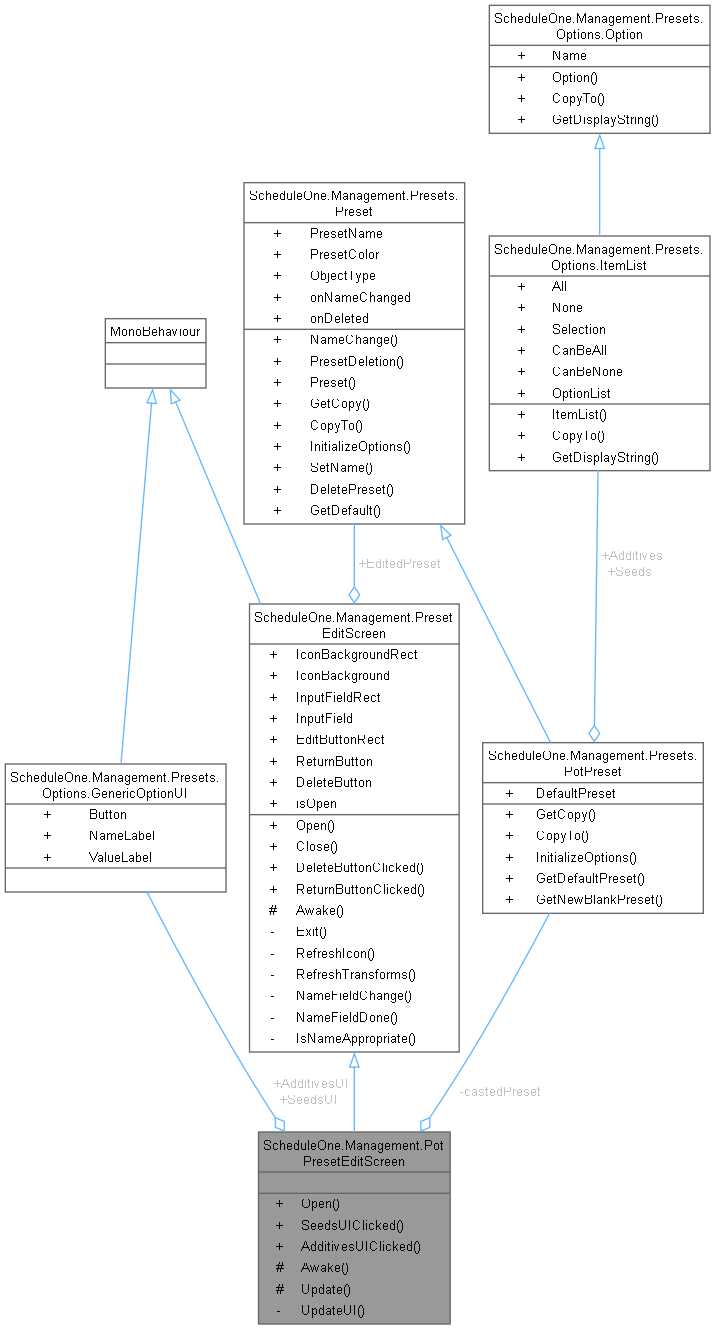 ScheduleOne.Management.Presets.
Options.Option
+ Name
+ Option()
+ CopyTo()
+ GetDisplayString()
ScheduleOne.Management.Presets.
Preset
+ PresetName
+ PresetColor
+ ObjectType
+ onNameChanged
+ onDeleted
+ NameChange()
+ PresetDeletion()
+ Preset()
+ GetCopy()
+ CopyTo()
+ InitializeOptions()
+ SetName()
+ DeletePreset()
+ GetDefault()
ScheduleOne.Management.Presets.
Options.ItemList
+ All
+ None
+ Selection
+ CanBeAll
+ CanBeNone
+ OptionList
+ ItemList()
+ CopyTo()
+ GetDisplayString()
MonoBehaviour
+EditedPreset
+Additives
+Seeds
ScheduleOne.Management.Preset
EditScreen
+ IconBackgroundRect
+ IconBackground
+ InputFieldRect
+ InputField
+ EditButtonRect
+ ReturnButton
+ DeleteButton
+ isOpen
+ Open()
+ Close()
+ DeleteButtonClicked()
+ ReturnButtonClicked()
# Awake()
- Exit()
- RefreshIcon()
- RefreshTransforms()
- NameFieldChange()
- NameFieldDone()
- IsNameAppropriate()
ScheduleOne.Management.Presets.
PotPreset
+ DefaultPreset
+ GetCopy()
+ CopyTo()
+ InitializeOptions()
+ GetDefaultPreset()
+ GetNewBlankPreset()
ScheduleOne.Management.Presets.
Options.GenericOptionUI
+ Button
+ NameLabel
+ ValueLabel
+AdditivesUI
+SeedsUI
-castedPreset
ScheduleOne.Management.Pot
PresetEditScreen
+ Open()
+ SeedsUIClicked()
+ AdditivesUIClicked()
# Awake()
# Update()
- UpdateUI()